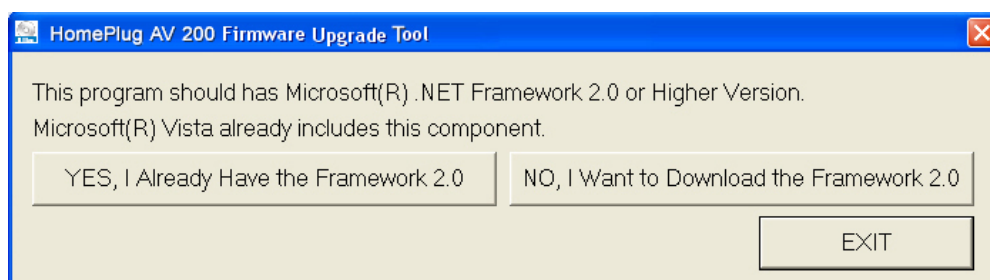 HomePlug AV 200 Firmware Upgrade Tool
This program should has Microsoft(R) .NET Framework 2.0 or Higher Version.
Microsoft(R) Vista already includes this component.
YES, I Already Have the Framework 2.0
NO, I Want to Download the Framework 2.0
EXIT